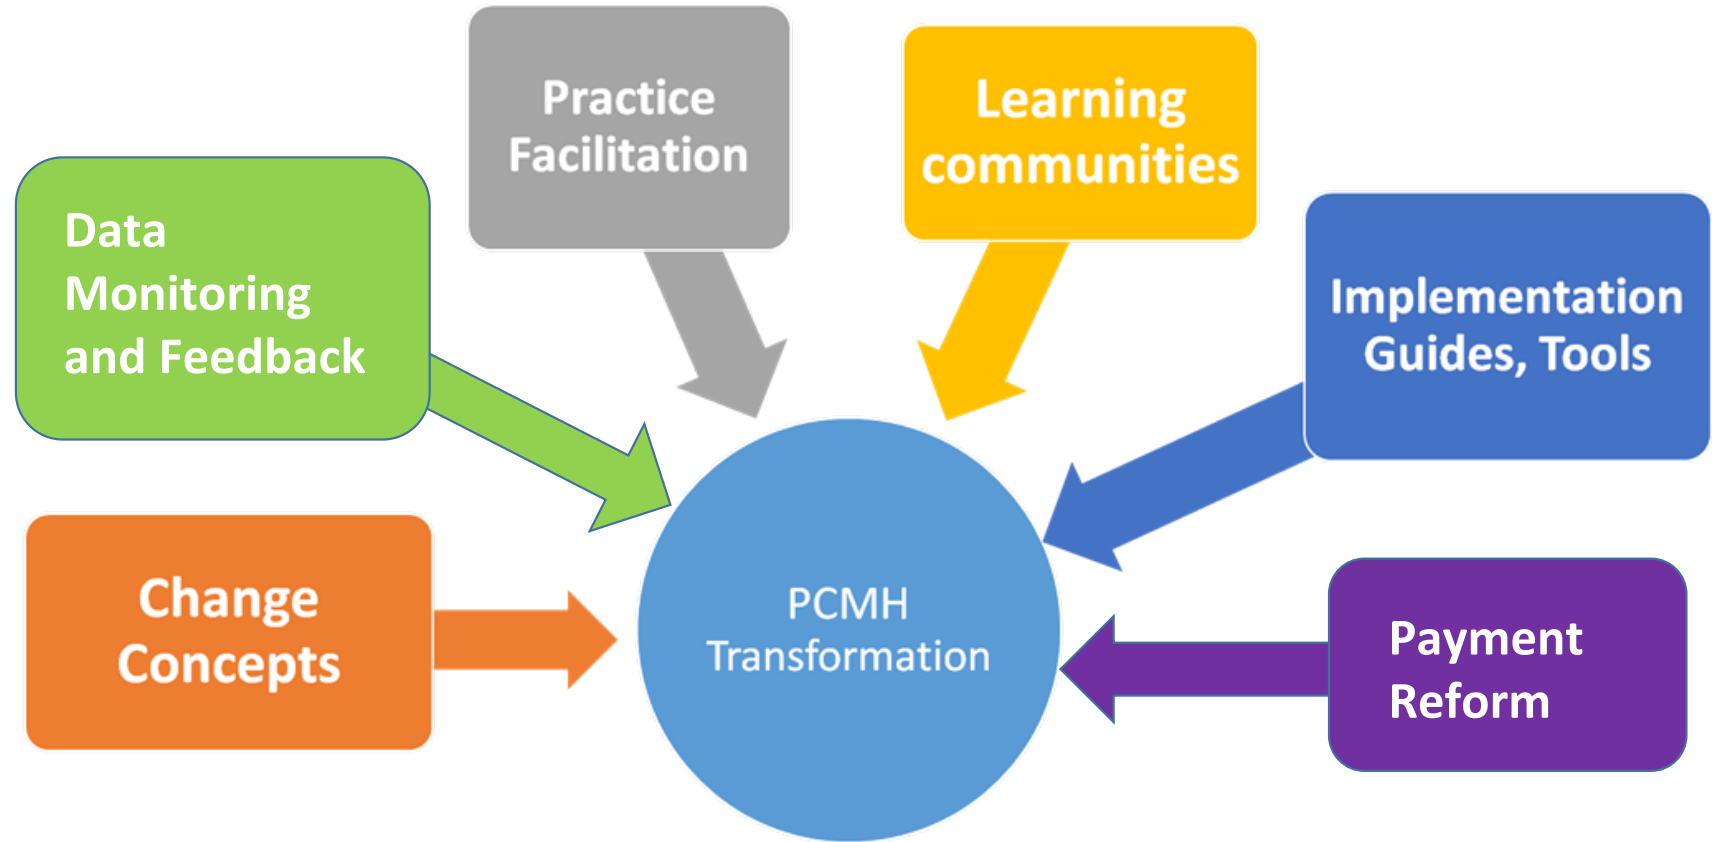 Practice
Facilitation
Learning
communities
Data
Monitoring
and Feedback
Implementation
Guides, Tools
Change
Concepts
PCMH
Transformation
Payment
Reform